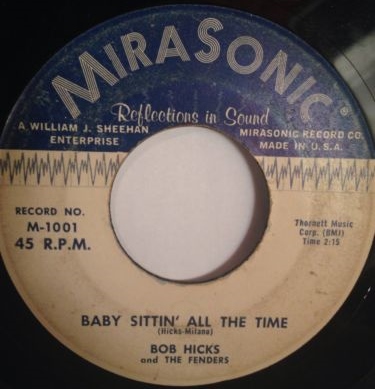 MIRASONIC®
Reflections in Sound
A WILLIAM J. SHEEHAN
ENTERPRISE
MIRASONIC RECORD CO.
MADE IN U.S.A.
RECORD NO.
M-1001
45 R.P.M.
Thornett Music
Corp. (BMI)
Time 2:15
BABY SITTIN' ALL THE TIME
(Hicks-Milano)
BOB HICKS
and THE FENDERS